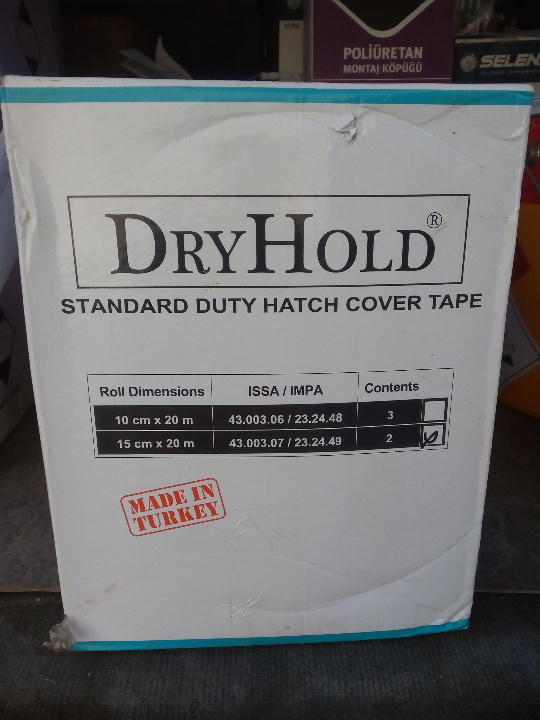 POLİÜRETAN
MONTAJ KÖPÜĞÜ
SELEN
DRYHOLD®
STANDARD DUTY HATCH COVER TAPE
Roll Dimensions ISSA / IMPA Contents
10 cm x 20 m 43.003.06 / 23.24.48 3
15 cm x 20 m 43.003.07 / 23.24.49 2
MADE IN
TURKEY